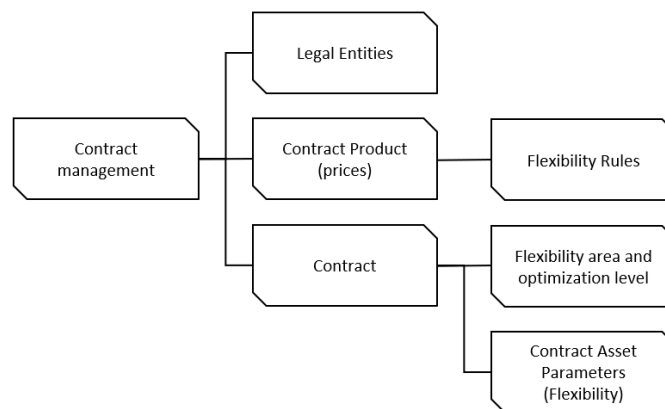 Legal Entities
Contract
management
Contract Product
(prices)
Flexibility Rules
Contract
Flexibility area and
optimization level
Contract Asset
Parameters
(Flexibility)